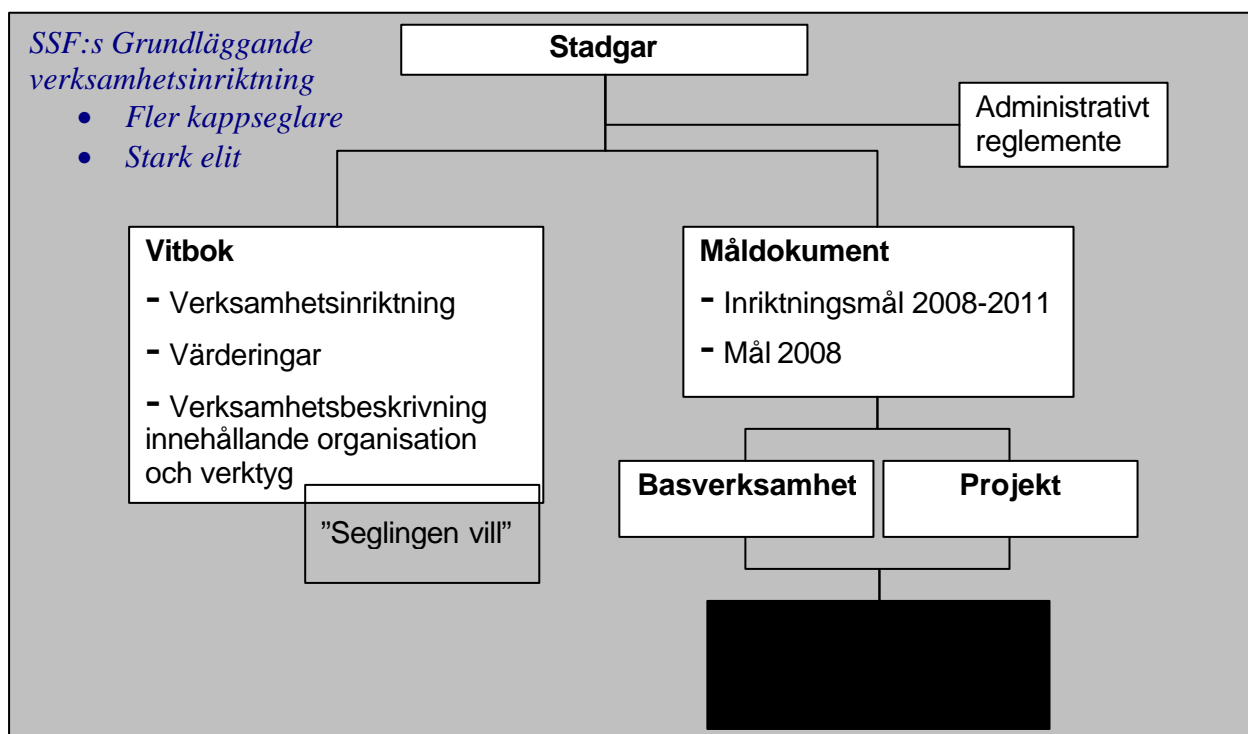 SSF:s Grundläggande
verksamhetsinriktning
• Fler kappseglare
• Stark elit
Stadgar
Administrativt
reglemente
Vitbok
- Verksamhetsinriktning
- Värderingar
- Verksamhetsbeskrivning
innehållande organisation
och verktyg
"Seglingen vill"
Måldokument
- Inriktningsmål 2008-2011
- Mål 2008
Basverksamhet
Projekt